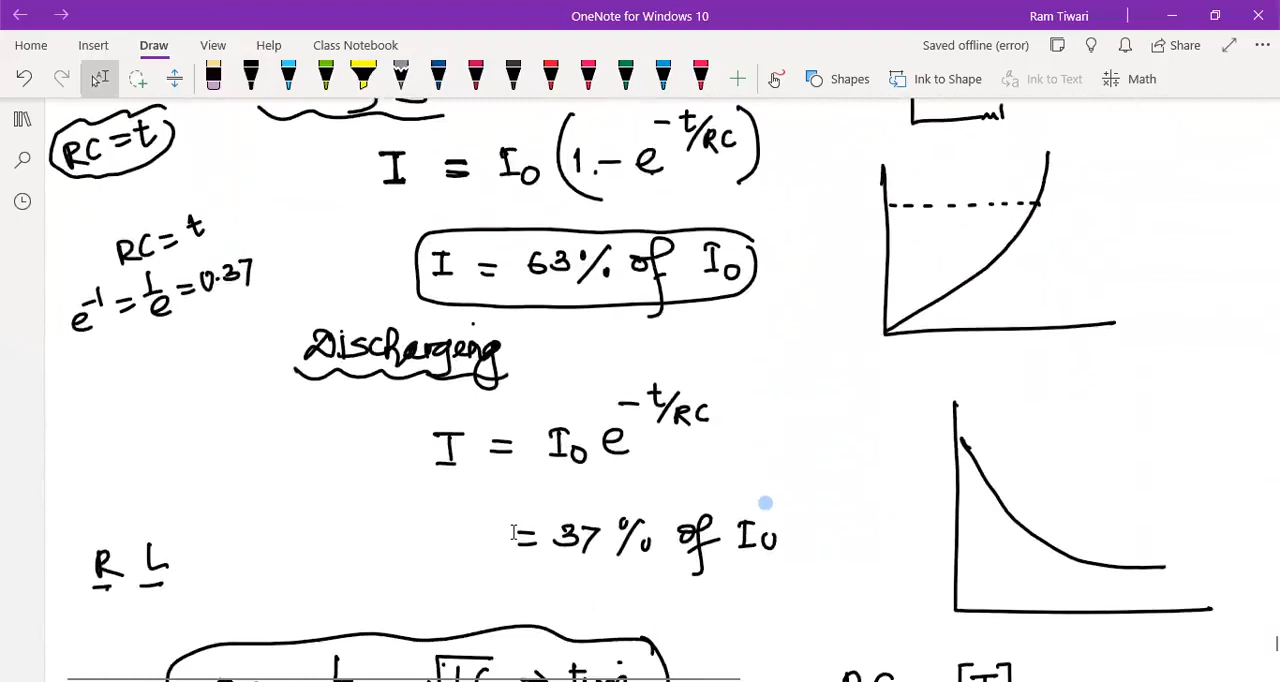 OneNote for Windows 10
Ram Tiwari
Home Insert Draw View Help Class Notebook
Saved offline (error) Share
Shapes Ink to Shape Ink to Text Math
RC = t
I = I₀ (1 - e^{-t/RC})
RC = t
e^{-1} = 1/e = 0.37
I = 63% of I₀
Discharging
I = I₀ e^{-t/RC}
= 37 % of I₀
R L